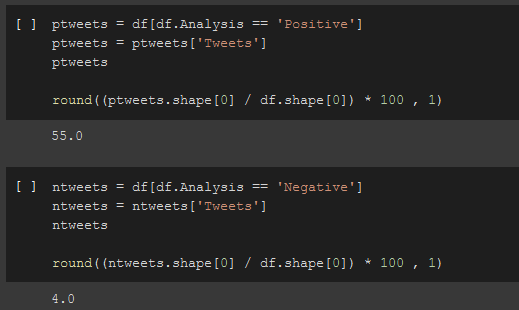 [ ] ptweets = df[df.Analysis == 'Positive']
ptweets = ptweets['Tweets']
ptweets
round((ptweets.shape[0] / df.shape[0]) * 100 , 1)
55.0
[ ] ntweets = df[df.Analysis == 'Negative']
ntweets = ntweets['Tweets']
ntweets
round((ntweets.shape[0] / df.shape[0]) * 100 , 1)
4.0